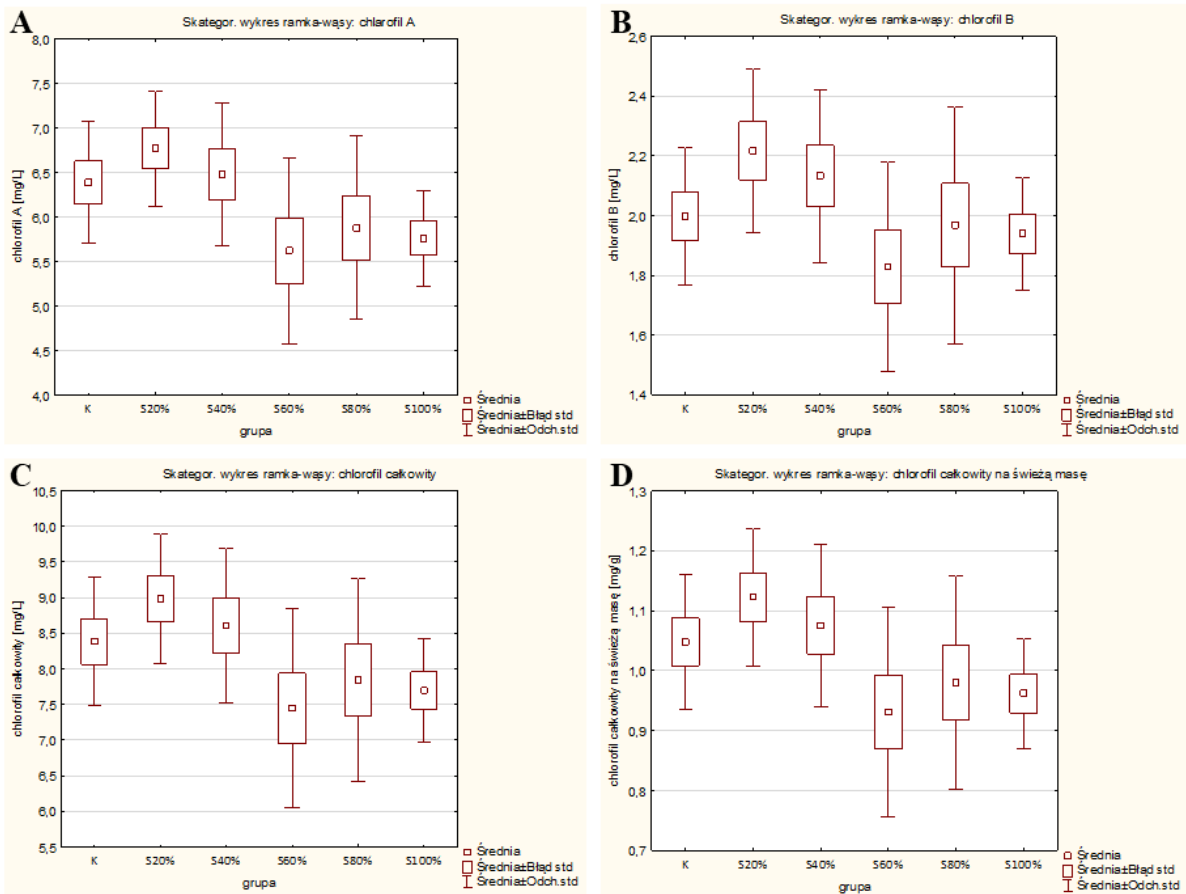 A
Skategor. wykres ramka-wąsy: chlarofil A
8,0
7,5
7,0
6,5
6,0
5,5
5,0
4,5
4,0
chlorofil A [mg/L]
K S20% S40% S60% S80% S100%
grupa
Średnia
Średnia±Błąd std
Średnia±Odch.std
B
Skategor. wykres ramka-wąsy: chlorofil B
2,6
2,4
2,2
2,0
1,8
1,6
1,4
chlorofil B [mg/L]
K S20% S40% S60% S80% S100%
grupa
Średnia
Średnia±Błąd std
Średnia±Odch.std
C
Skategor. wykres ramka-wąsy: chlorofil całkowity
10,5
10,0
9,5
9,0
8,5
8,0
7,5
7,0
6,5
6,0
5,5
chlorofil całkowity [mg/L]
K S20% S40% S60% S80% S100%
grupa
Średnia
Średnia±Błąd std
Średnia±Odch.std
D
Skategor. wykres ramka-wąsy: chlorofil całkowity na świeżą masę
1,3
1,2
1,1
1,0
0,9
0,8
0,7
chlorofil całkowity na świeżą masę [mg/g]
K S20% S40% S60% S80% S100%
grupa
Średnia
Średnia±Błąd std
Średnia±Odch.std